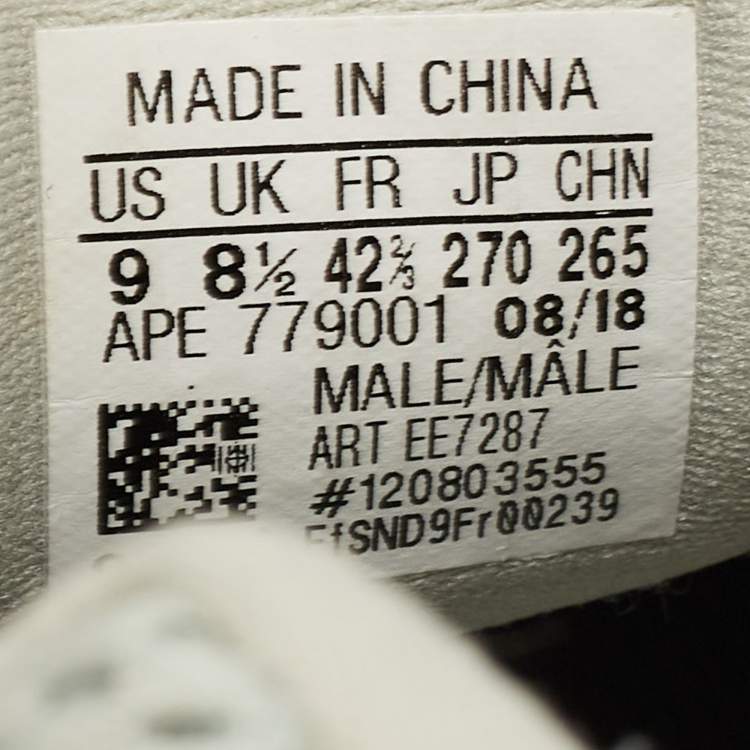 MADE IN CHINA
US UK FR JP CHN
9 8½ 42⅔ 270 265
APE 779001 08/18
MALE/MÂLE
ART EE7287
#120803555